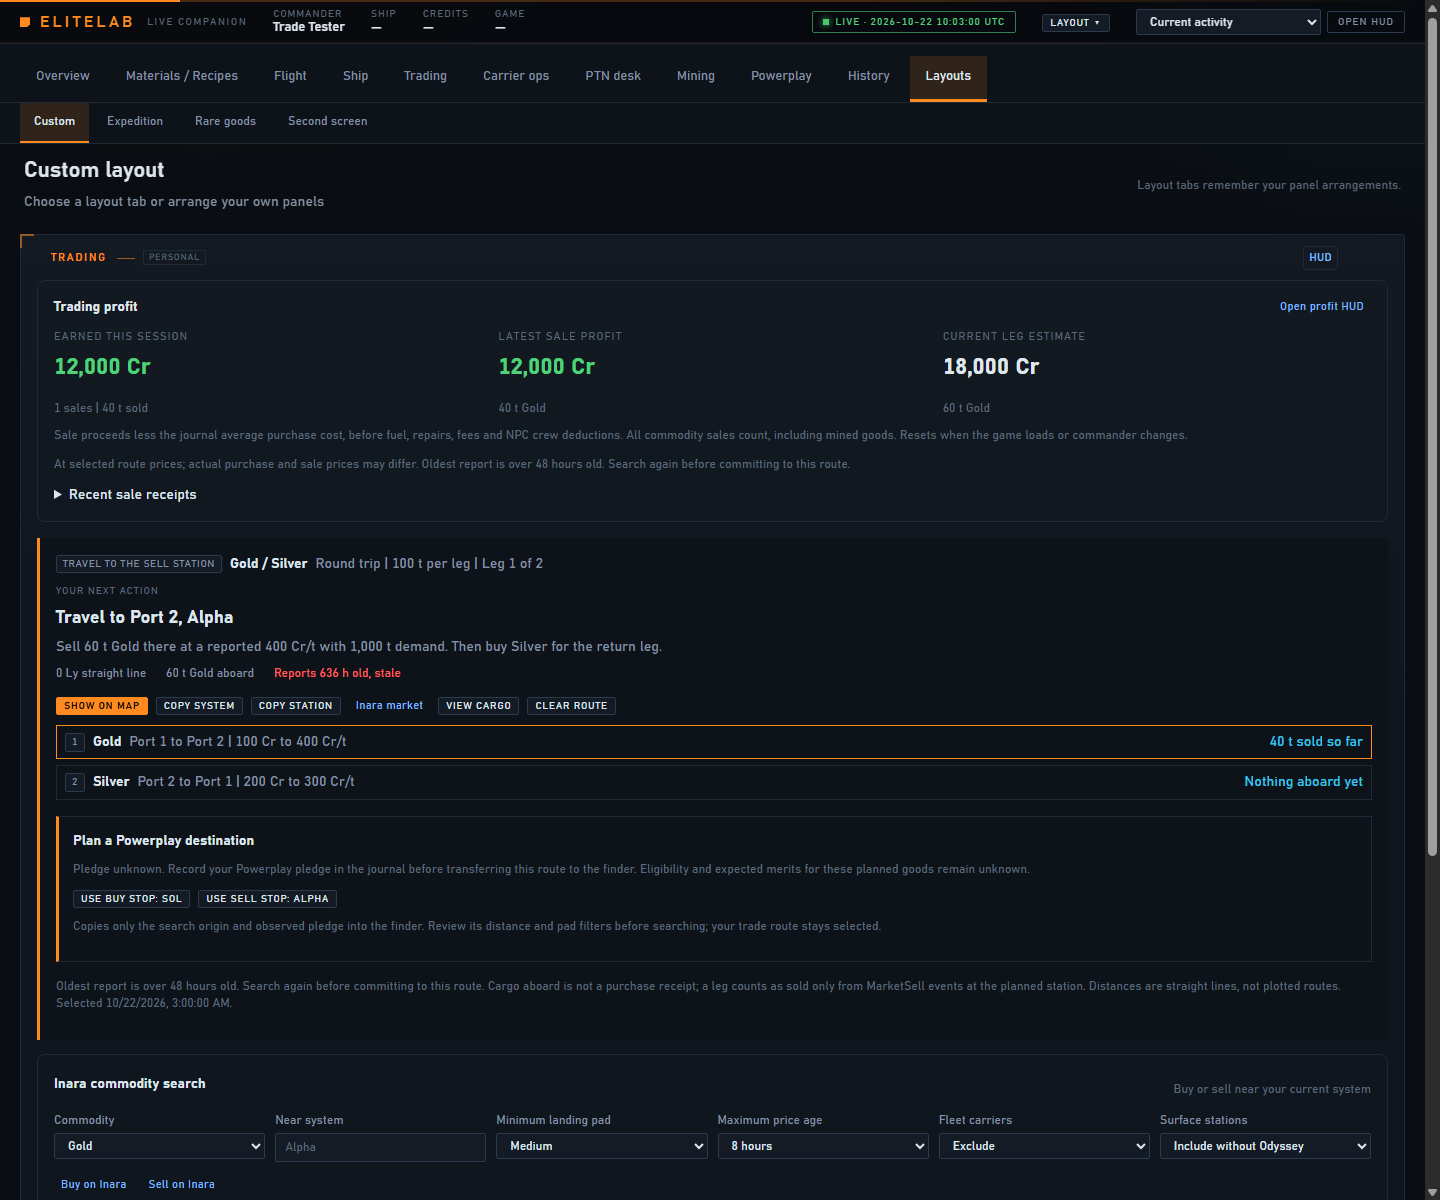 ELITELAB LIVE COMPANION
COMMANDER
Trade Tester
SHIP
—
CREDITS
—
GAME
—
LIVE · 2026-10-22 10:03:00 UTC
LAYOUT ▾
Current activity
OPEN HUD
Overview Materials / Recipes Flight Ship Trading Carrier ops PTN desk Mining Powerplay History Layouts
Custom Expedition Rare goods Second screen
Custom layout
Choose a layout tab or arrange your own panels
Layout tabs remember your panel arrangements.
TRADING — PERSONAL
HUD
Trading profit
Open profit HUD
EARNED THIS SESSION
12,000 Cr
1 sales | 40 t sold
LATEST SALE PROFIT
12,000 Cr
40 t Gold
CURRENT LEG ESTIMATE
18,000 Cr
60 t Gold
Sale proceeds less the journal average purchase cost, before fuel, repairs, fees and NPC crew deductions. All commodity sales count, including mined goods. Resets when the game loads or commander changes.
At selected route prices; actual purchase and sale prices may differ. Oldest report is over 48 hours old. Search again before committing to this route.
▶ Recent sale receipts
TRAVEL TO THE SELL STATION Gold / Silver Round trip | 100 t per leg | Leg 1 of 2
YOUR NEXT ACTION
Travel to Port 2, Alpha
Sell 60 t Gold there at a reported 400 Cr/t with 1,000 t demand. Then buy Silver for the return leg.
0 Ly straight line 60 t Gold aboard Reports 636 h old, stale
SHOW ON MAP COPY SYSTEM COPY STATION Inara market VIEW CARGO CLEAR ROUTE
1 Gold Port 1 to Port 2 | 100 Cr to 400 Cr/t 40 t sold so far
2 Silver Port 2 to Port 1 | 200 Cr to 300 Cr/t Nothing aboard yet
Plan a Powerplay destination
Pledge unknown. Record your Powerplay pledge in the journal before transferring this route to the finder. Eligibility and expected merits for these planned goods remain unknown.
USE BUY STOP: SOL USE SELL STOP: ALPHA
Copies only the search origin and observed pledge into the finder. Review its distance and pad filters before searching; your trade route stays selected.
Oldest report is over 48 hours old. Search again before committing to this route. Cargo aboard is not a purchase receipt; a leg counts as sold only from MarketSell events at the planned station. Distances are straight lines, not plotted routes.
Selected 10/22/2026, 3:00:00 AM.
Inara commodity search
Buy or sell near your current system
Commodity
Gold
Near system
Alpha
Minimum landing pad
Medium
Maximum price age
8 hours
Fleet carriers
Exclude
Surface stations
Include without Odyssey
Buy on Inara Sell on Inara